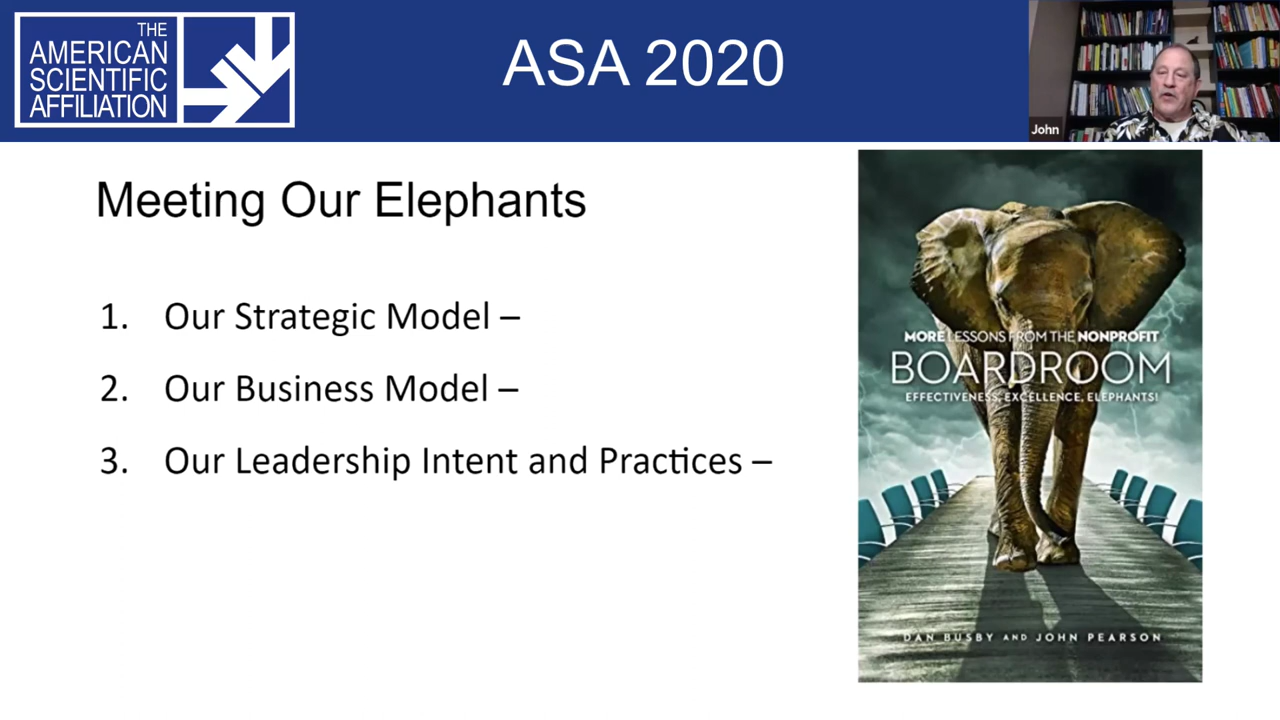 THE
AMERICAN
SCIENTIFIC
AFFILIATION
ASA 2020
John
Meeting Our Elephants
1. Our Strategic Model –
2. Our Business Model –
3. Our Leadership Intent and Practices –
MORE LESSONS FROM THE NONPROFIT
BOARDROOM
EFFECTIVENESS, EXCELLENCE, ELEPHANTS!
DAN BUSBY AND JOHN PEARSON